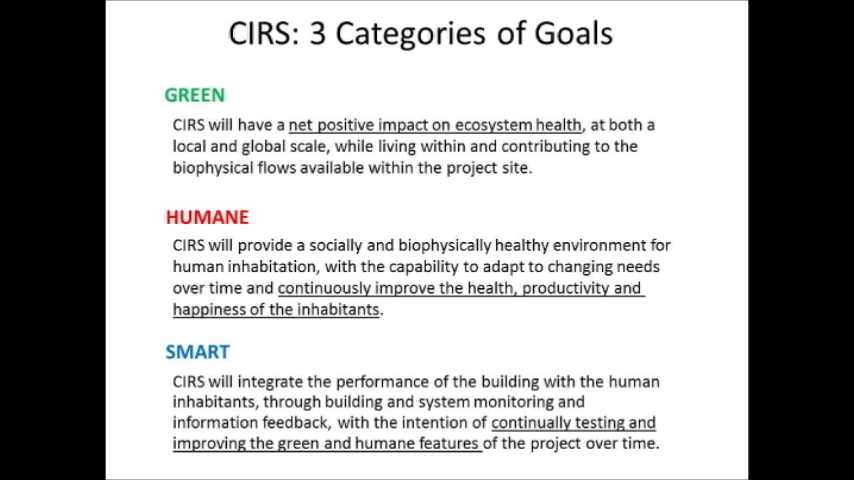 CIRS: 3 Categories of Goals
GREEN
CIRS will have a net positive impact on ecosystem health, at both a
local and global scale, while living within and contributing to the
biophysical flows available within the project site.
HUMANE
CIRS will provide a socially and biophysically healthy environment for
human inhabitation, with the capability to adapt to changing needs
over time and continuously improve the health, productivity and
happiness of the inhabitants.
SMART
CIRS will integrate the performance of the building with the human
inhabitants, through building and system monitoring and
information feedback, with the intention of continually testing and
improving the green and humane features of the project over time.